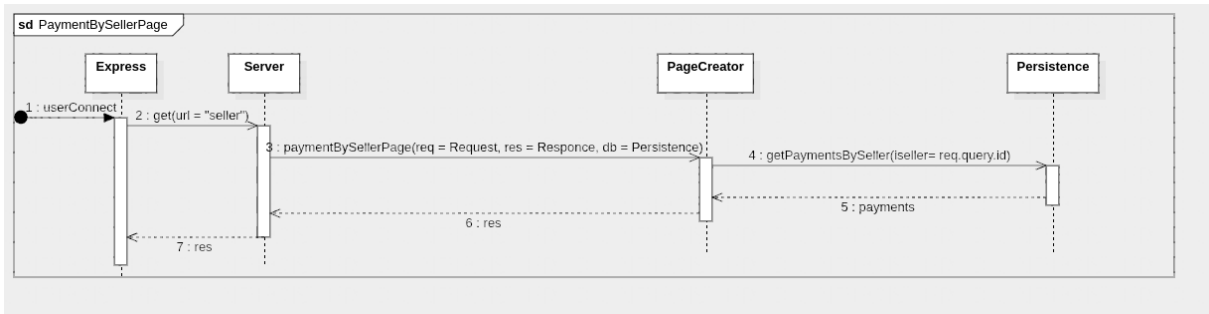 sd PaymentBySellerPage
Express
Server
PageCreator
Persistence
1 : userConnect
2 : get(url = "seller")
3 : paymentBySellerPage(req = Request, res = Responce, db = Persistence)
4 : getPaymentsBySeller(iseller= req.query.id)
5 : payments
6 : res
7 : res